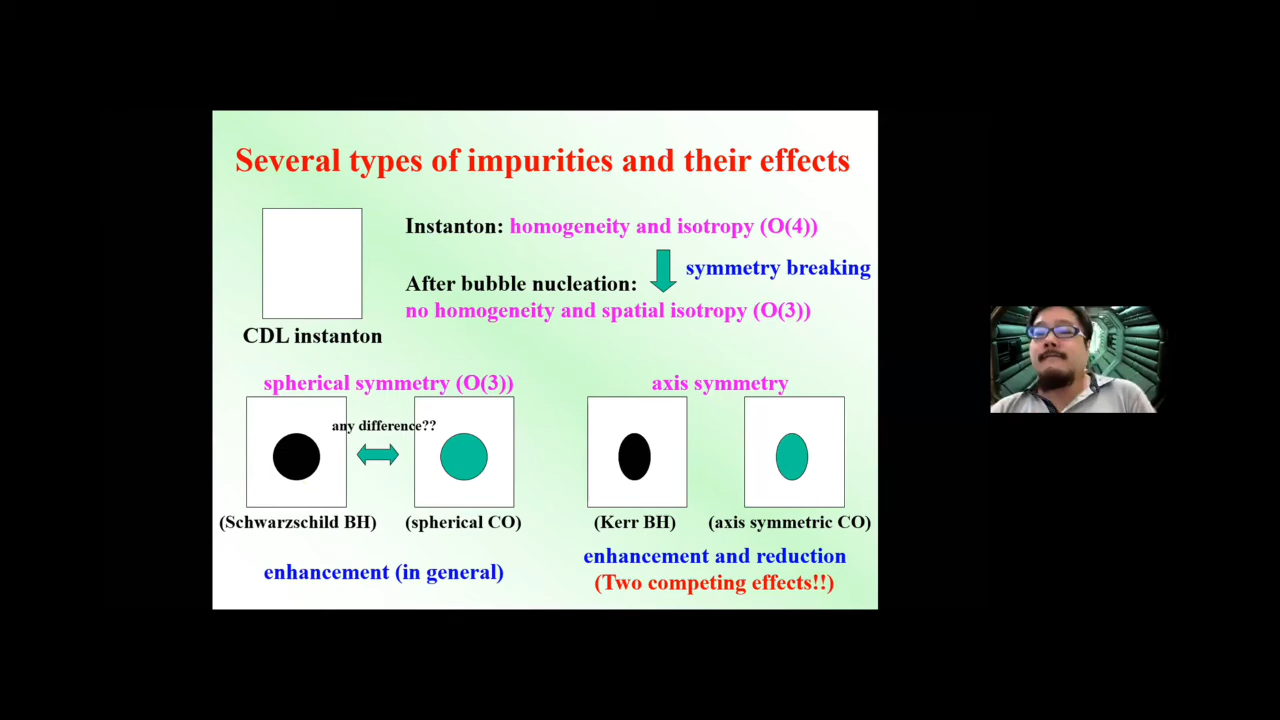 Several types of impurities and their effects
Instanton: homogeneity and isotropy (O(4))
symmetry breaking
After bubble nucleation:
no homogeneity and spatial isotropy (O(3))
CDL instanton
spherical symmetry (O(3))
axis symmetry
any difference??
(Schwarzschild BH)
(spherical CO)
(Kerr BH)
(axis symmetric CO)
enhancement (in general)
enhancement and reduction
(Two competing effects!!)